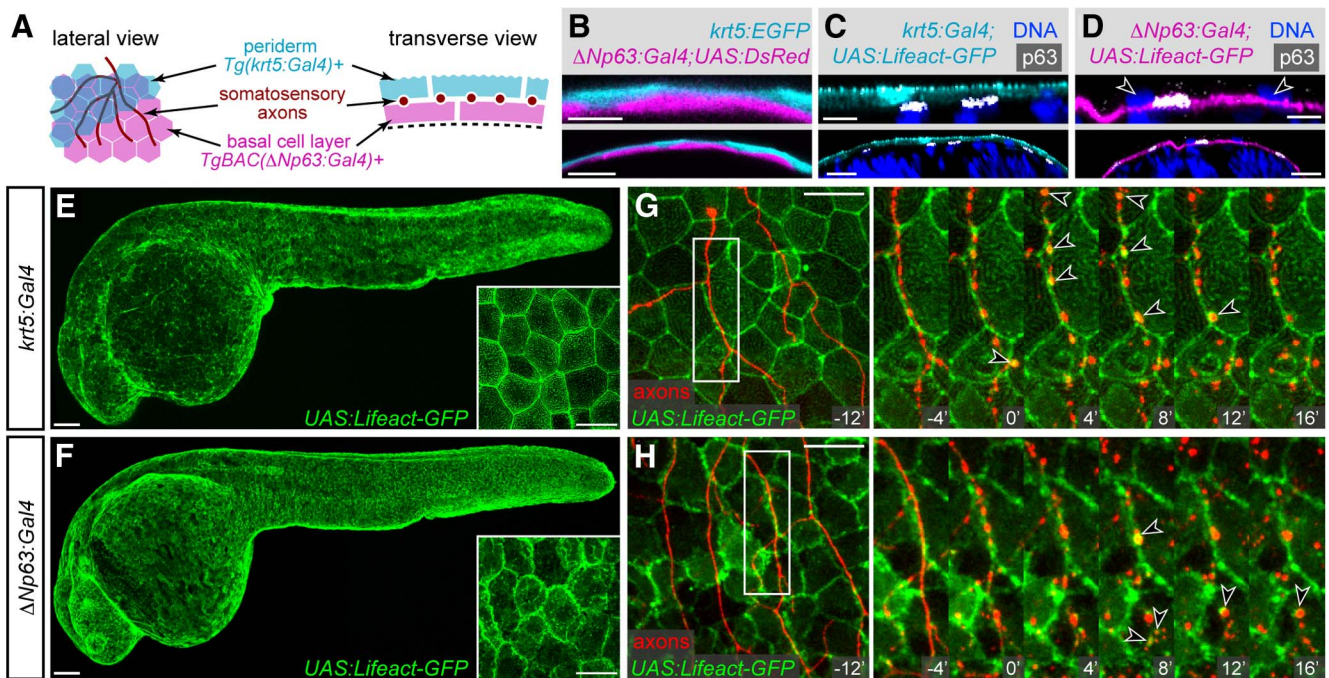 A
lateral view
periderm
Tg(krt5:Gal4)+
somatosensory
axons
basal cell layer
TgBAC(ΔNp63:Gal4)+
transverse view
B
krt5:EGFP
ΔNp63:Gal4;UAS:DsRed
C
krt5:Gal4; DNA
UAS:Lifeact-GFP p63
D
ΔNp63:Gal4; DNA
UAS:Lifeact-GFP p63
krt5:Gal4
E
UAS:Lifeact-GFP
G
axons
UAS:Lifeact-GFP -12’
-4’ 0’ 4’ 8’ 12’ 16’
ΔNp63:Gal4
F
UAS:Lifeact-GFP
H
axons
UAS:Lifeact-GFP -12’
-4’ 0’ 4’ 8’ 12’ 16’